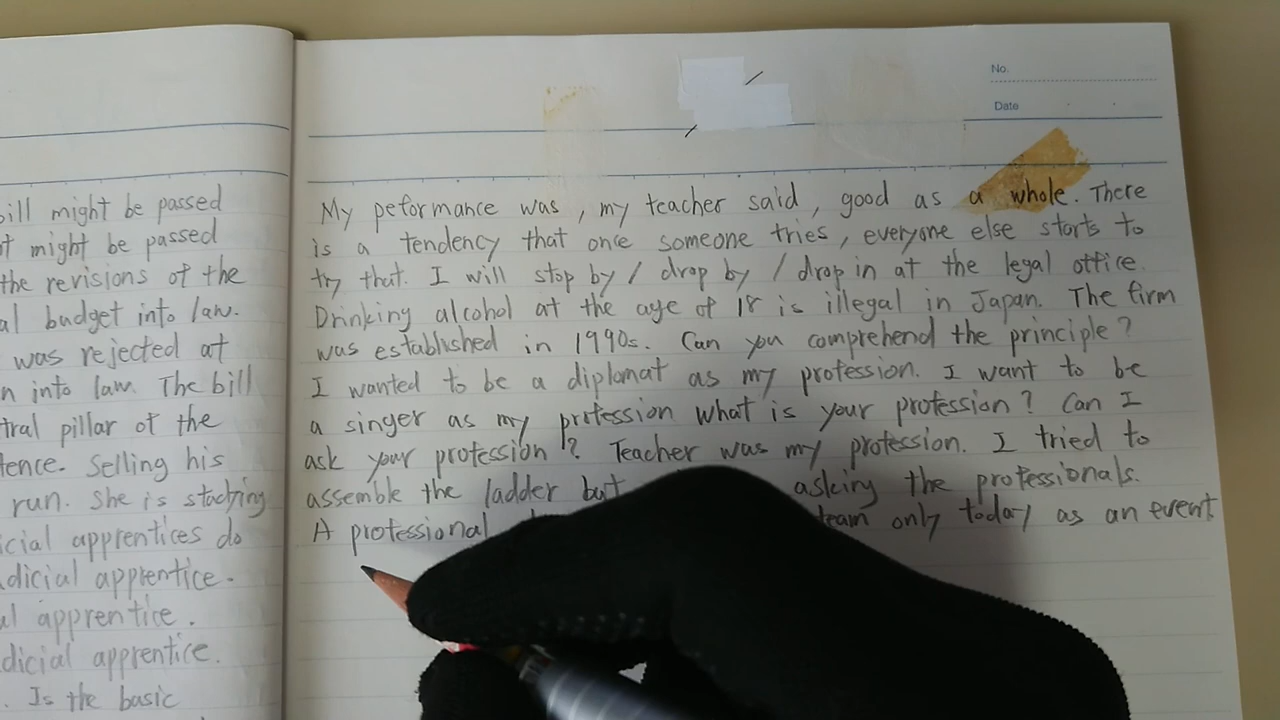 No.
Date
bill might be passed
might be passed
the revisions of the
budget into law.
was rejected at
into law. The bill
pillar of the
Selling his
run. She is studying
apprentices do
apprentice.
apprentice.
apprentice.
. Is the basic
My peformance was, my teacher said, good as a whole. There
is a tendency that once someone tries, everyone else starts to
try that. I will stop by / drop by / drop in at the legal office.
Drinking alcohol at the age of 18 is illegal in Japan. The firm
was established in 1990s. Can you comprehend the principle?
I wanted to be a diplomat as my profession. I want to be
a singer as my profession what is your profession? Can I
ask your profession? Teacher was my profession. I tried to
assemble the ladder but asking the professionals.
A professional team only today as an event